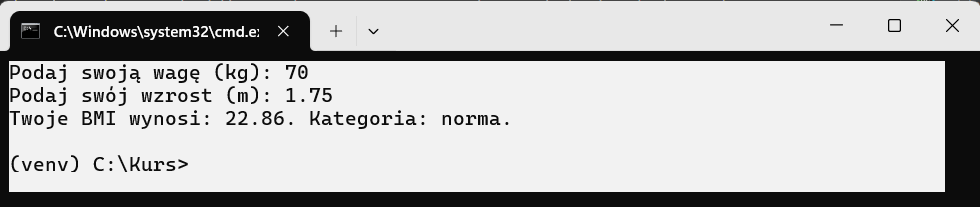 C:\Windows\system32\cmd.e
Podaj swoją wagę (kg): 70
Podaj swój wzrost (m): 1.75
Twoje BMI wynosi: 22.86. Kategoria: norma.
(venv) C:\Kurs>